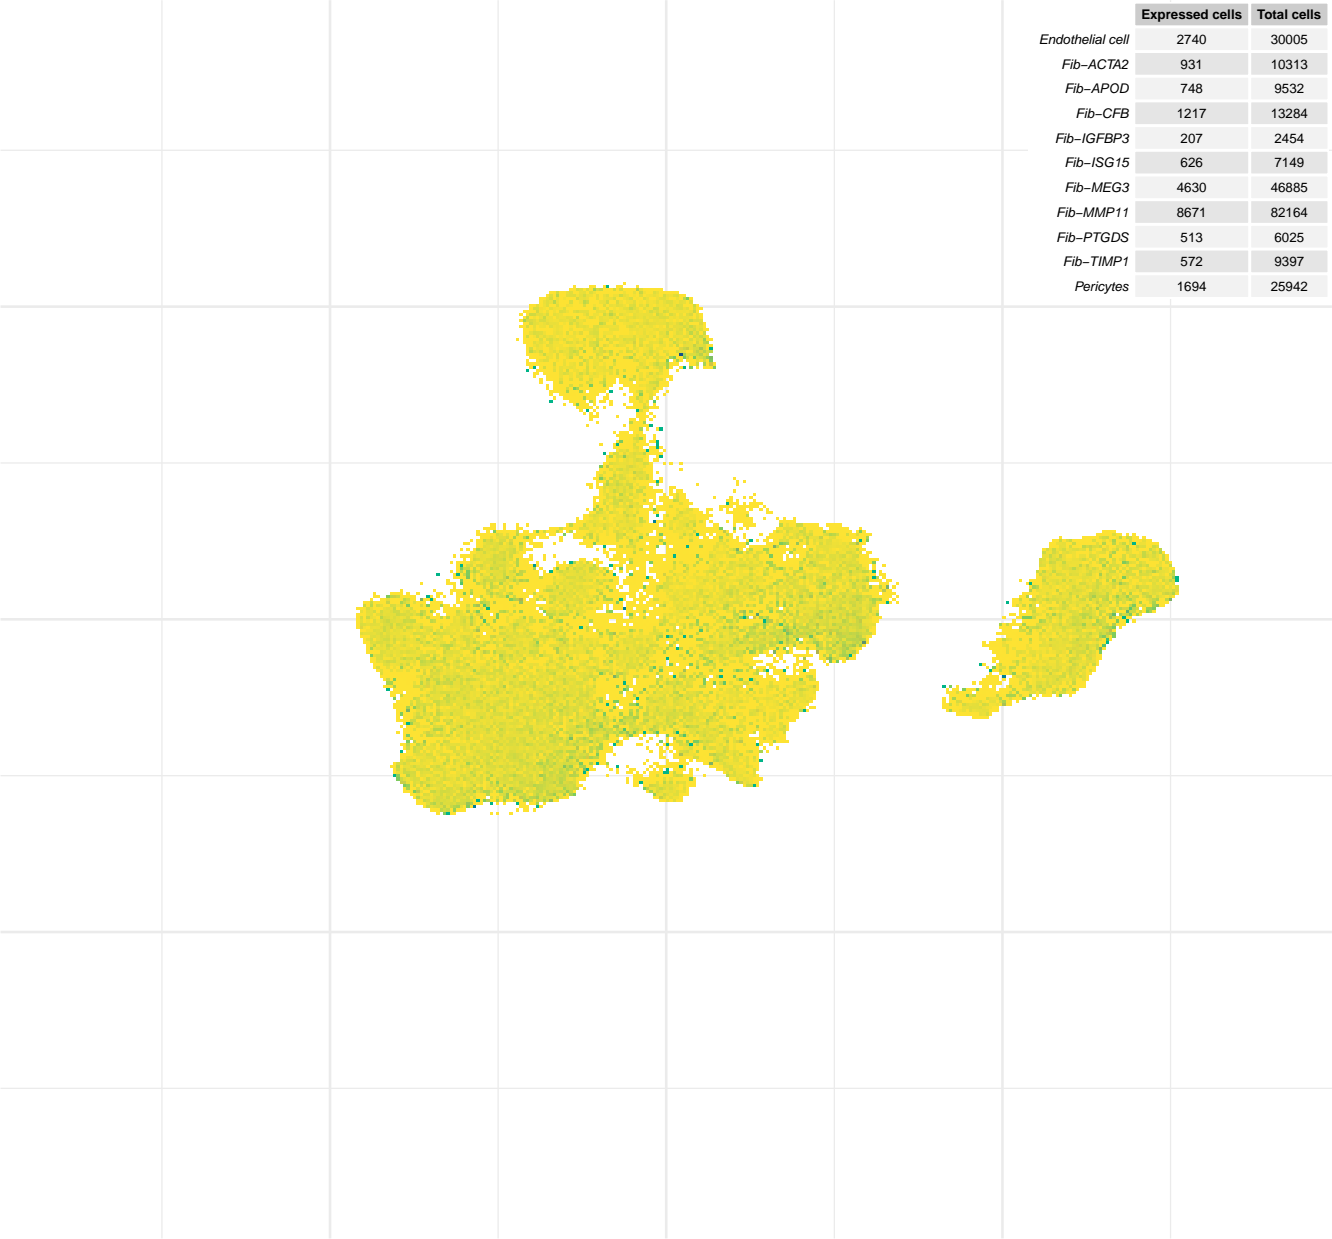 Expressed cells Total cells
Endothelial cell 2740 30005
Fib−ACTA2 931 10313
Fib−APOD 748 9532
Fib−CFB 1217 13284
Fib−IGFBP3 207 2454
Fib−ISG15 626 7149
Fib−MEG3 4630 46885
Fib−MMP11 8671 82164
Fib−PTGDS 513 6025
Fib−TIMP1 572 9397
Pericytes 1694 25942